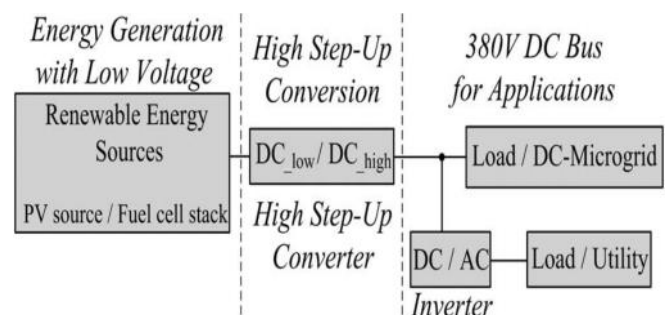 Energy Generation
with Low Voltage
Renewable Energy
Sources
PV source / Fuel cell stack
High Step-Up
Conversion
DC_low/ DC_high
High Step-Up
Converter
380V DC Bus
for Applications
Load / DC-Microgrid
DC / AC
Load / Utility
Inverter